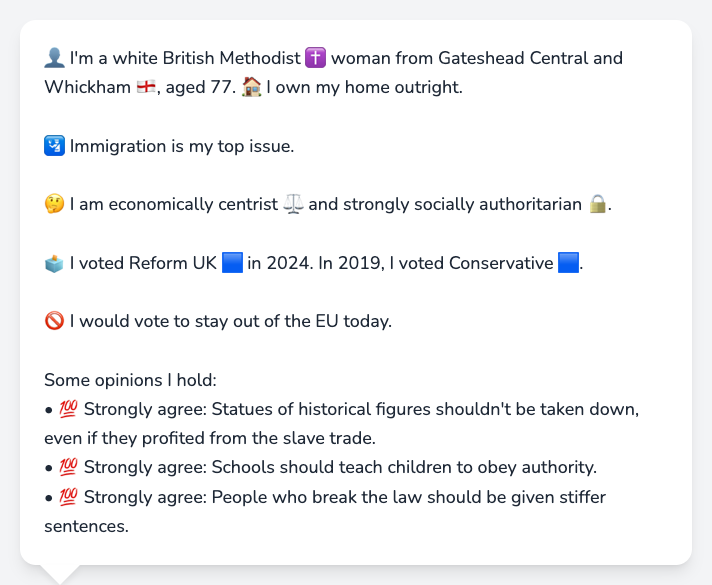 👤 I'm a white British Methodist ✝️ woman from Gateshead Central and
Whickham 🏴󠁧󠁢󠁥󠁮󠁧󠁿, aged 77. 🏠 I own my home outright.
🛂 Immigration is my top issue.
🤔 I am economically centrist ⚖️ and strongly socially authoritarian 🔒.
🗳️ I voted Reform UK 🟦 in 2024. In 2019, I voted Conservative 🟦.
🚫 I would vote to stay out of the EU today.
Some opinions I hold:
• 💯 Strongly agree: Statues of historical figures shouldn't be taken down,
even if they profited from the slave trade.
• 💯 Strongly agree: Schools should teach children to obey authority.
• 💯 Strongly agree: People who break the law should be given stiffer
sentences.